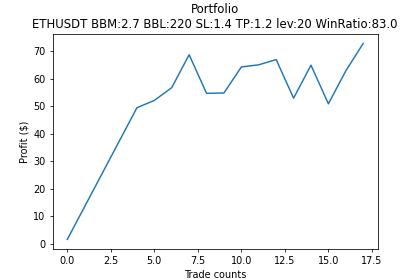 Portfolio
ETHUSDT BBM:2.7 BBL:220 SL:1.4 TP:1.2 lev:20 WinRatio:83.0
70
60
50
40
30
20
10
0
Profit ($)
0.0 2.5 5.0 7.5 10.0 12.5 15.0 17.5
Trade counts